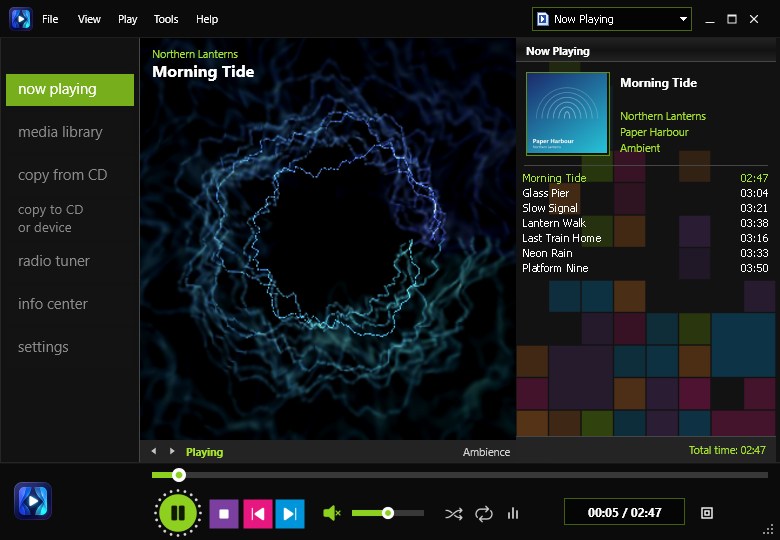 File View Play Tools Help
Now Playing
now playing
media library
copy from CD
copy to CD
or device
radio tuner
info center
settings
Northern Lanterns
Morning Tide
Now Playing
Paper Harbour
Northern Lanterns
Morning Tide
Northern Lanterns
Paper Harbour
Ambient
Morning Tide 02:47
Glass Pier 03:04
Slow Signal 03:21
Lantern Walk 03:38
Last Train Home 03:16
Neon Rain 03:33
Platform Nine 03:50
Playing Ambience Total time: 02:47
00:05 / 02:47